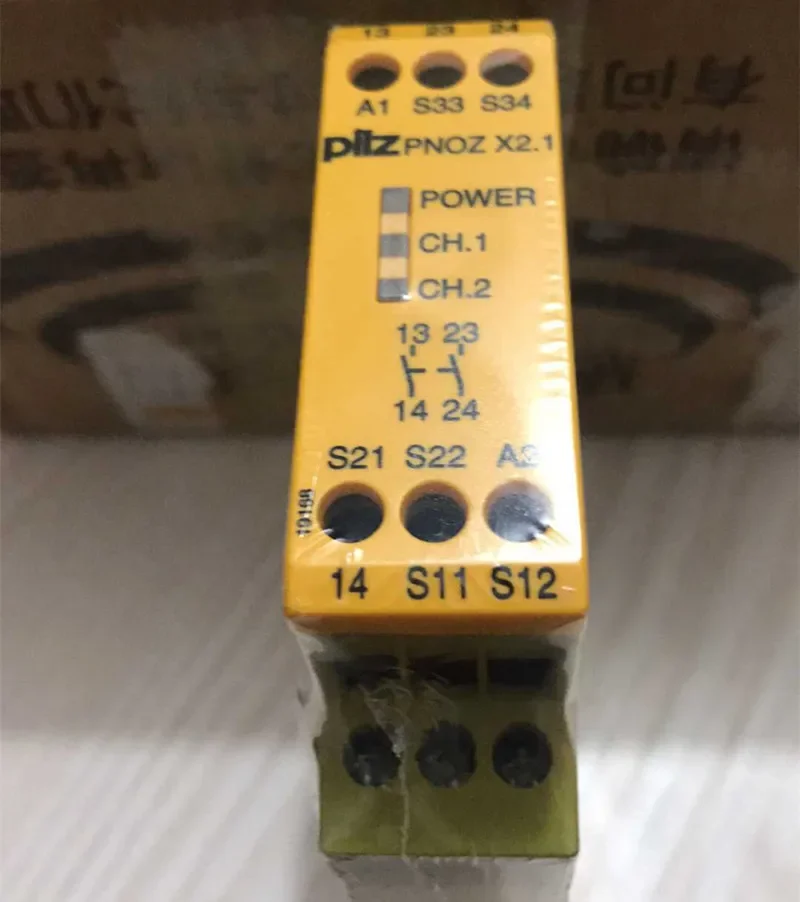 13 23 24
A1 S33 S34
pilz PNOZ X2.1
POWER
CH.1
CH.2
13 23
14 24
S21 S22 A2
19168
14 S11 S12